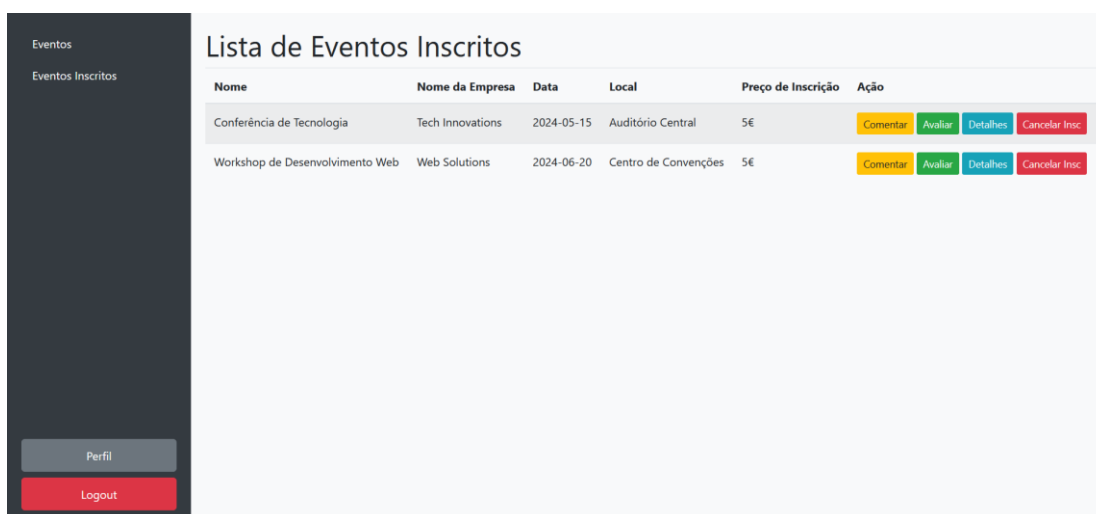 Eventos
Eventos Inscritos
Lista de Eventos Inscritos
Nome Nome da Empresa Data Local Preço de Inscrição Ação
Conferência de Tecnologia Tech Innovations 2024-05-15 Auditório Central 5€ Comentar Avaliar Detalhes Cancelar Insc
Workshop de Desenvolvimento Web Web Solutions 2024-06-20 Centro de Convenções 5€ Comentar Avaliar Detalhes Cancelar Insc
Perfil
Logout